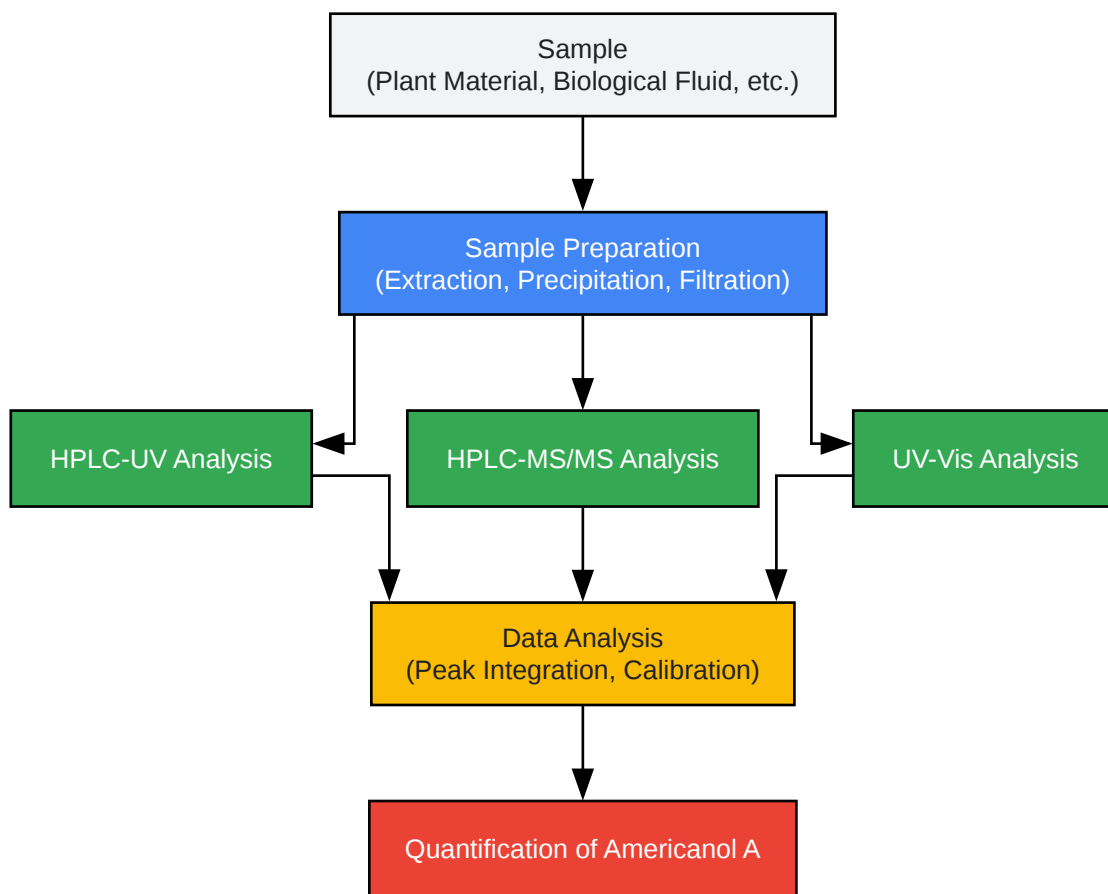 Sample
(Plant Material, Biological Fluid, etc.)
Sample Preparation
(Extraction, Precipitation, Filtration)
HPLC-UV Analysis
HPLC-MS/MS Analysis
UV-Vis Analysis
Data Analysis
(Peak Integration, Calibration)
Quantification of Americanol A